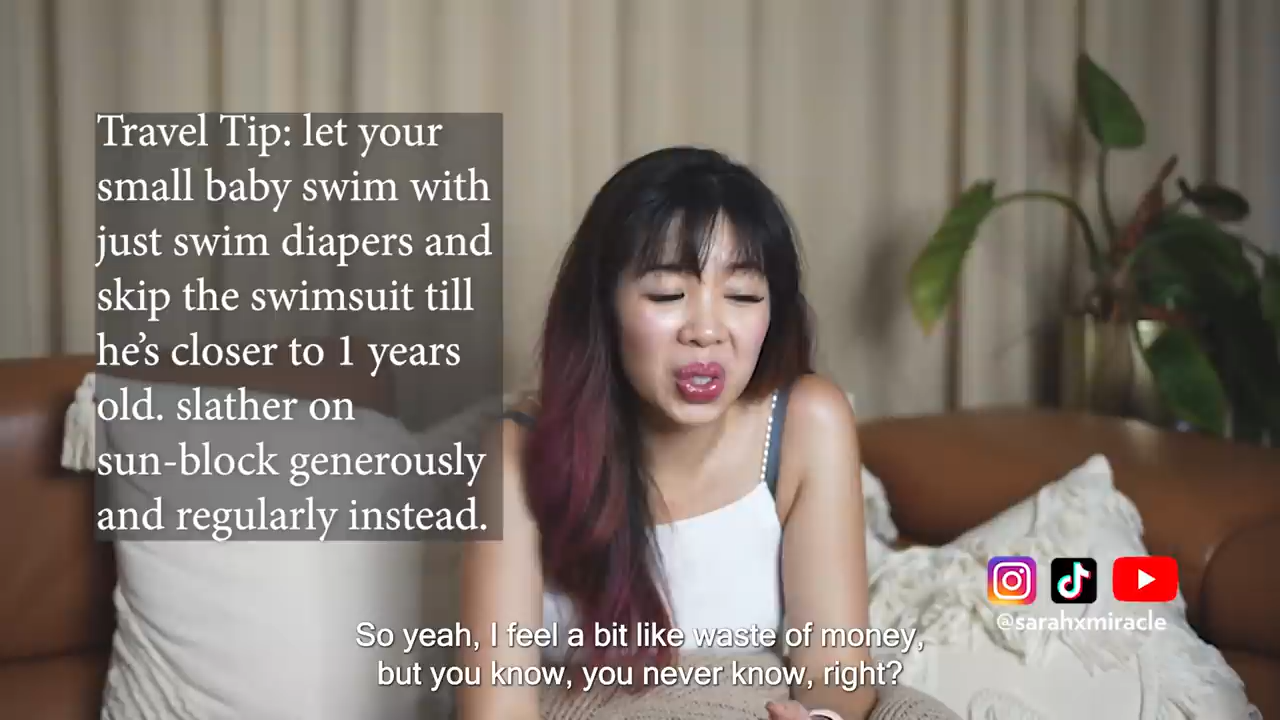 Travel Tip: let your
small baby swim with
just swim diapers and
skip the swimsuit till
he's closer to 1 years
old. slather on
sun-block generously
and regularly instead.
@sarahxmiracle
So yeah, I feel a bit like waste of money,
but you know, you never know, right?